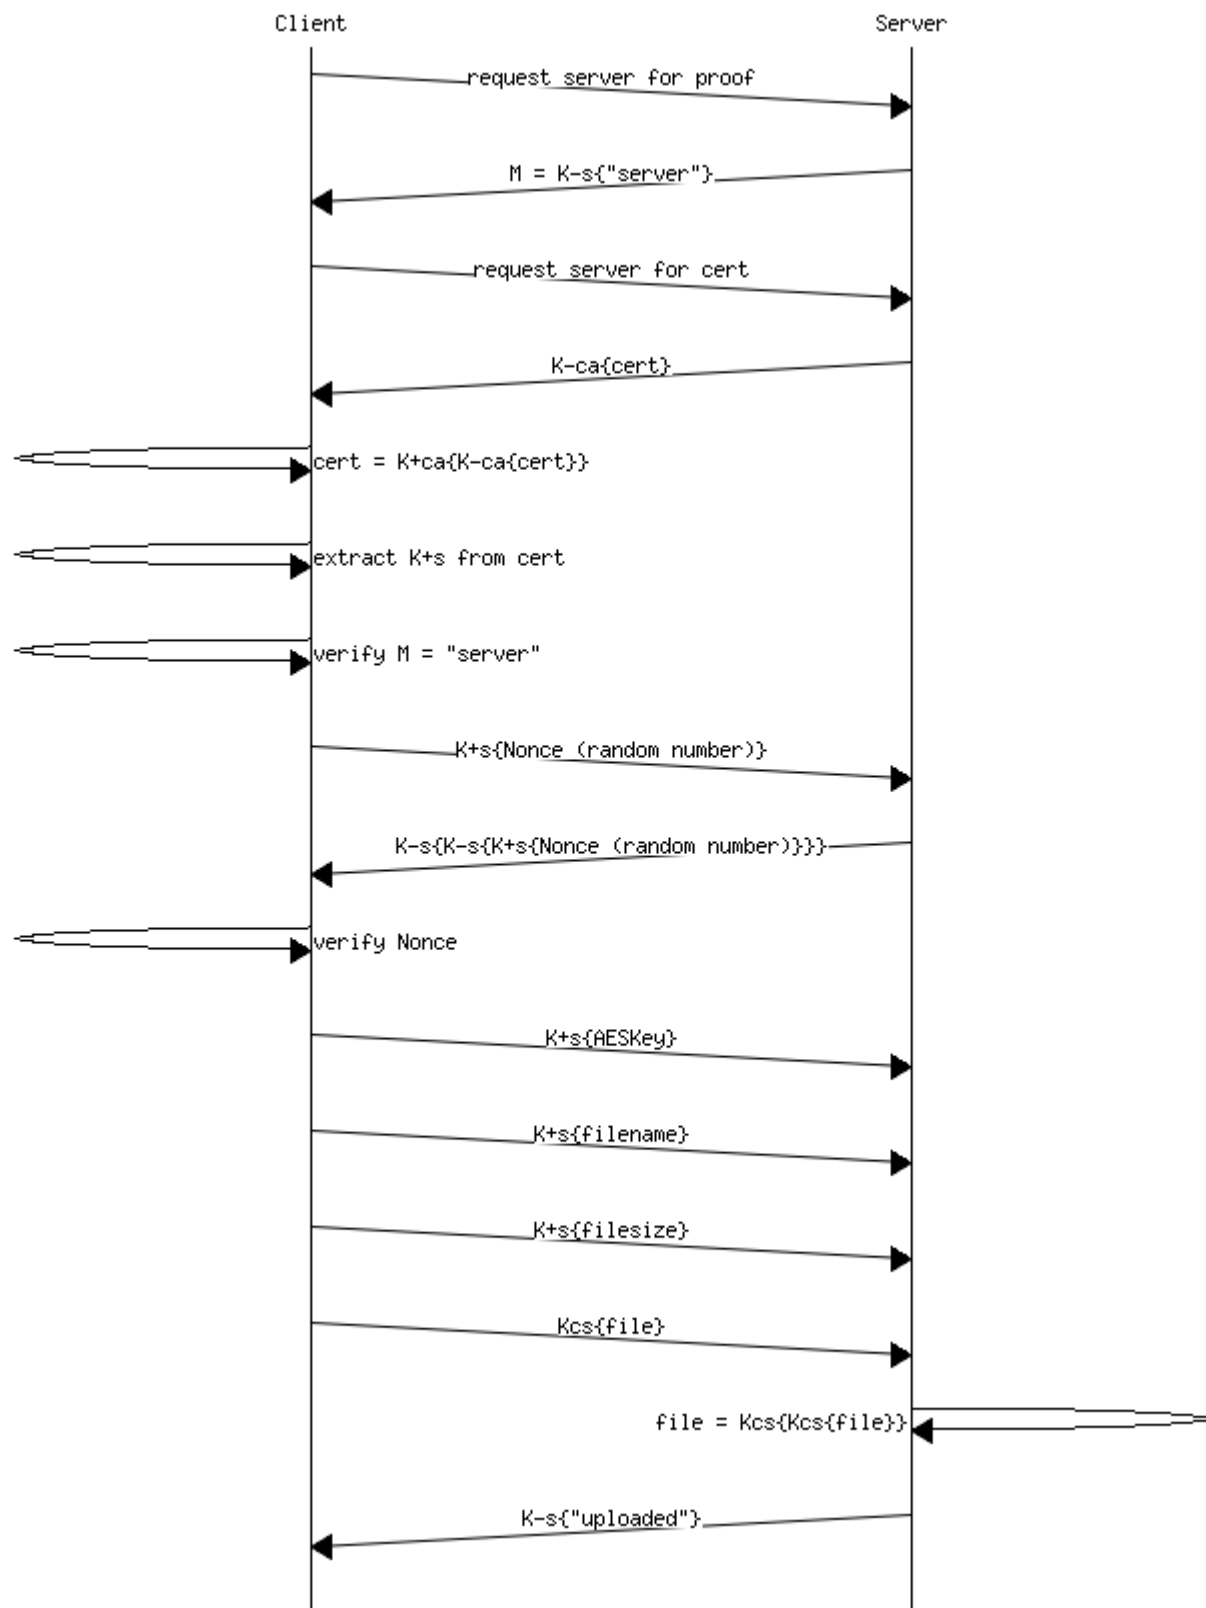 Client Server
request server for proof
M = K-s{"server"}
request server for cert
K-ca{cert}
cert = K+ca{K-ca{cert}}
extract K+s from cert
verify M = "server"
K+s{Nonce (random number)}
K-s{K-s{K+s{Nonce (random number)}}}
verify Nonce
K+s{AESKey}
K+s{filename}
K+s{filesize}
Kcs{file}
file = Kcs{Kcs{file}}
K-s{"uploaded"}